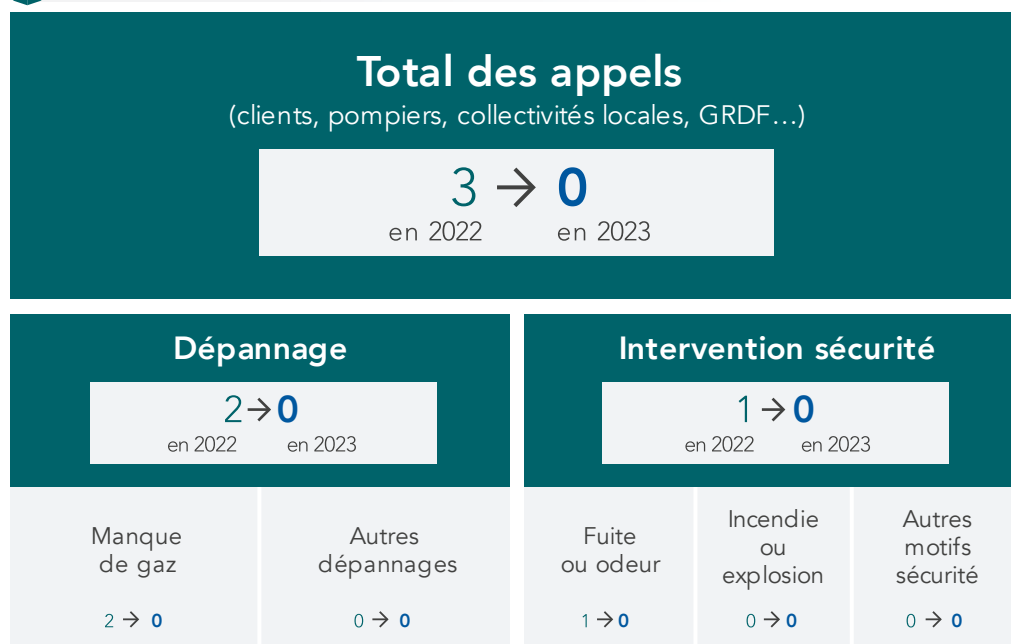 Total des appels
(clients, pompiers, collectivités locales, GRDF…)
3 → 0
en 2022 en 2023
Dépannage
2 → 0
en 2022 en 2023
Intervention sécurité
1 → 0
en 2022 en 2023
Manque
de gaz
2 → 0
Autres
dépannages
0 → 0
Fuite
ou odeur
1 → 0
Incendie
ou
explosion
0 → 0
Autres
motifs
sécurité
0 → 0